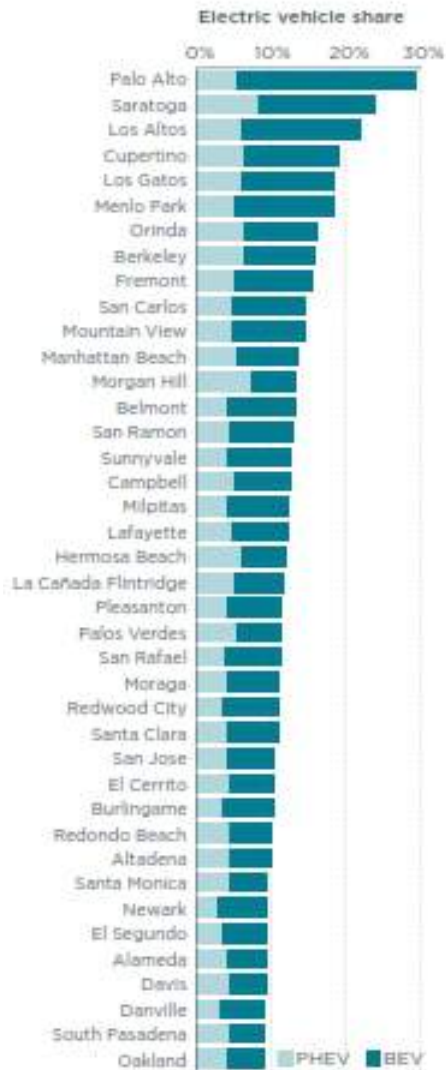 Electric vehicle share
0% 10% 20% 30%
Palo Alto
Saratoga
Los Altos
Cupertino
Los Gatos
Menlo Park
Orinda
Berkeley
Fremont
San Carlos
Mountain View
Manhattan Beach
Morgan Hill
Belmont
San Ramon
Sunnyvale
Campbell
Milpitas
Lafayette
Hermosa Beach
La Cañada Flintridge
Pleasanton
Palos Verdes
San Rafael
Moraga
Redwood City
Santa Clara
San Jose
El Cerrito
Burlingame
Redondo Beach
Altadena
Santa Monica
Newark
El Segundo
Alameda
Davis
Danville
South Pasadena PHEV BEV
Oakland